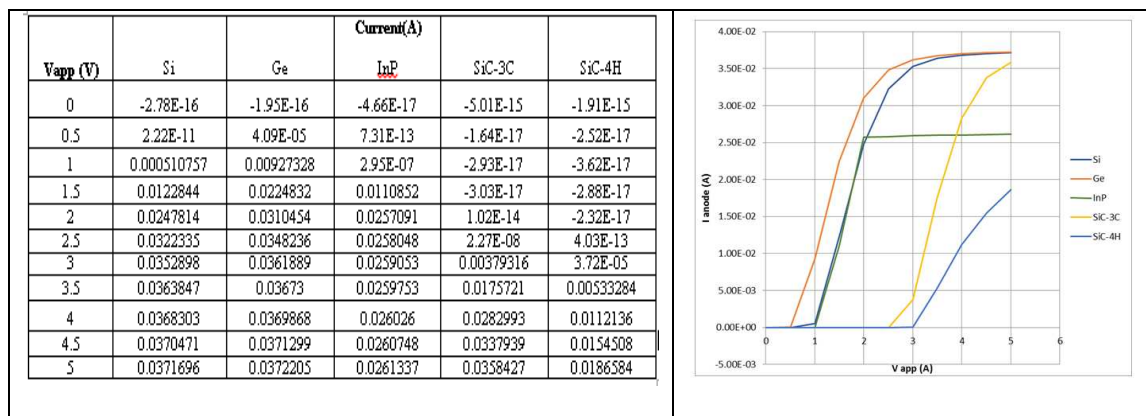 Current(A)
Vapp (V) Si Ge InP SiC-3C SiC-4H
0 -2.78E-16 -1.95E-16 -4.66E-17 -5.01E-15 -1.91E-15
0.5 2.22E-11 4.09E-05 7.31E-13 -1.64E-17 -2.52E-17
1 0.000510757 0.00927328 2.95E-07 -2.93E-17 -3.62E-17
1.5 0.0122844 0.0224832 0.0110852 -3.03E-17 -2.88E-17
2 0.0247814 0.0310454 0.0257091 1.02E-14 -2.32E-17
2.5 0.0322335 0.0348236 0.0258048 2.27E-08 4.03E-13
3 0.0352898 0.0361889 0.0259053 0.00379316 3.72E-05
3.5 0.0363847 0.03673 0.0259753 0.0175721 0.00533284
4 0.0368303 0.0369868 0.026026 0.0282993 0.0112136
4.5 0.0370471 0.0371299 0.0260748 0.0337939 0.0154508
5 0.0371696 0.0372205 0.0261337 0.0358427 0.0186584
4.00E-02
3.50E-02
3.00E-02
2.50E-02
2.00E-02
1.50E-02
1.00E-02
5.00E-03
0.00E+00
-5.00E-03
I anode (A)
0 1 2 3 4 5 6
V app (A)
Si
Ge
InP
SiC-3C
SiC-4H